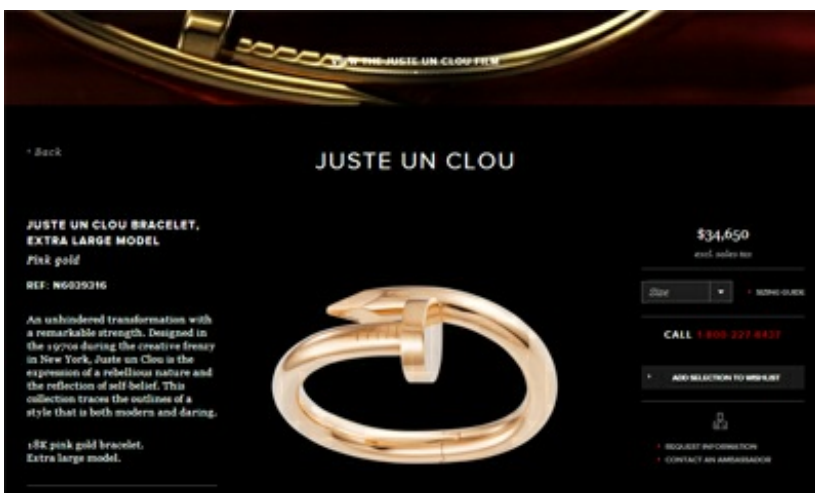 VIEW THE JUSTE UN CLOU FILM
Back
JUSTE UN CLOU
JUSTE UN CLOU BRACELET,
EXTRA LARGE MODEL
Pink gold
REF: N6039316
An unhindered transformation with
a remarkable strength. Designed in
the 1970s during the creative frenzy
in New York, Juste un Clou is the
expression of a rebellious nature and
the reflection of self-belief. This
collection traces the outlines of a
style that is both modern and daring.
18K pink gold bracelet.
Extra large model.
$34,650
excl. sales tax
Size
SIZING GUIDE
CALL 1-800-227-8437
ADD SELECTION TO WISH LIST
REQUEST INFORMATION
CONTACT AN AMBASSADOR